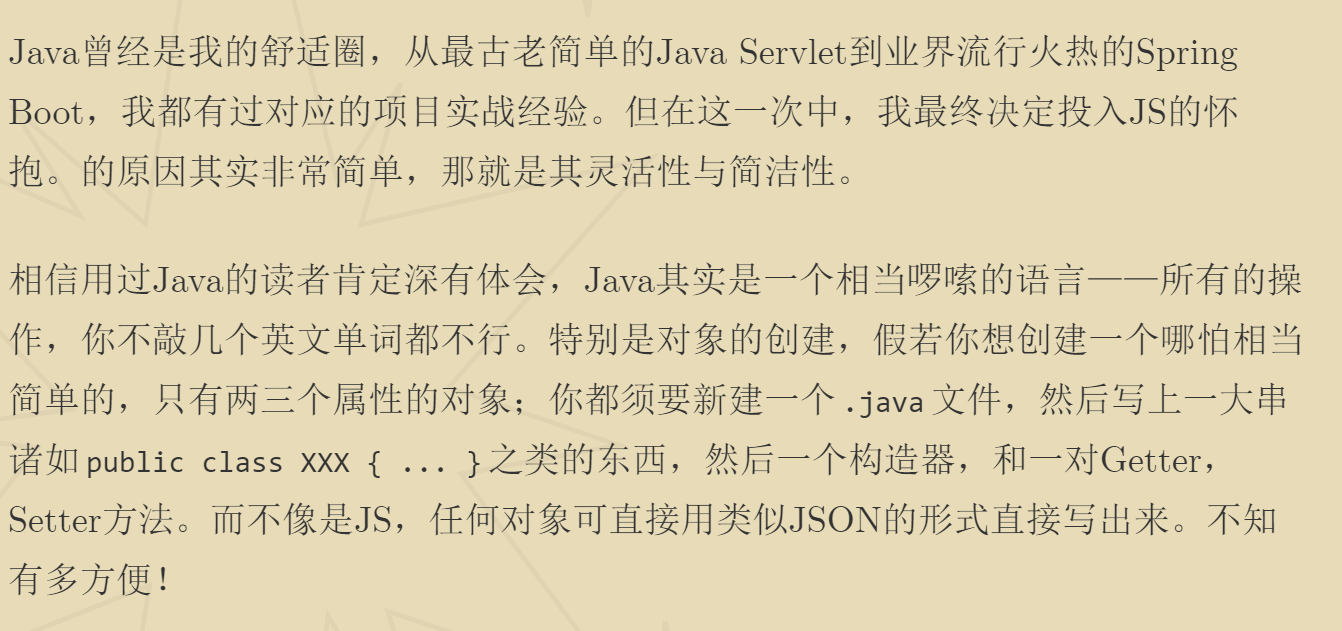 Java曾经是我的舒适圈，从最古老简单的Java Servlet到业界流行火热的Spring
Boot，我都有过对应的项目实战经验。但在这一次中，我最终决定投入JS的怀
抱。的原因其实非常简单，那就是其灵活性与简洁性。
相信用过Java的读者肯定深有体会，Java其实是一个相当啰嗦的语言——所有的操
作，你不敲几个英文单词都不行。特别是对象的创建，假若你想创建一个哪怕相当
简单的，只有两三个属性的对象；你都须要新建一个 .java 文件，然后写上一大串
诸如 public class XXX { ... } 之类的东西，然后一个构造器，和一对Getter，
Setter方法。而不像是JS，任何对象可直接用类似JSON的形式直接写出来。不知
有多方便！